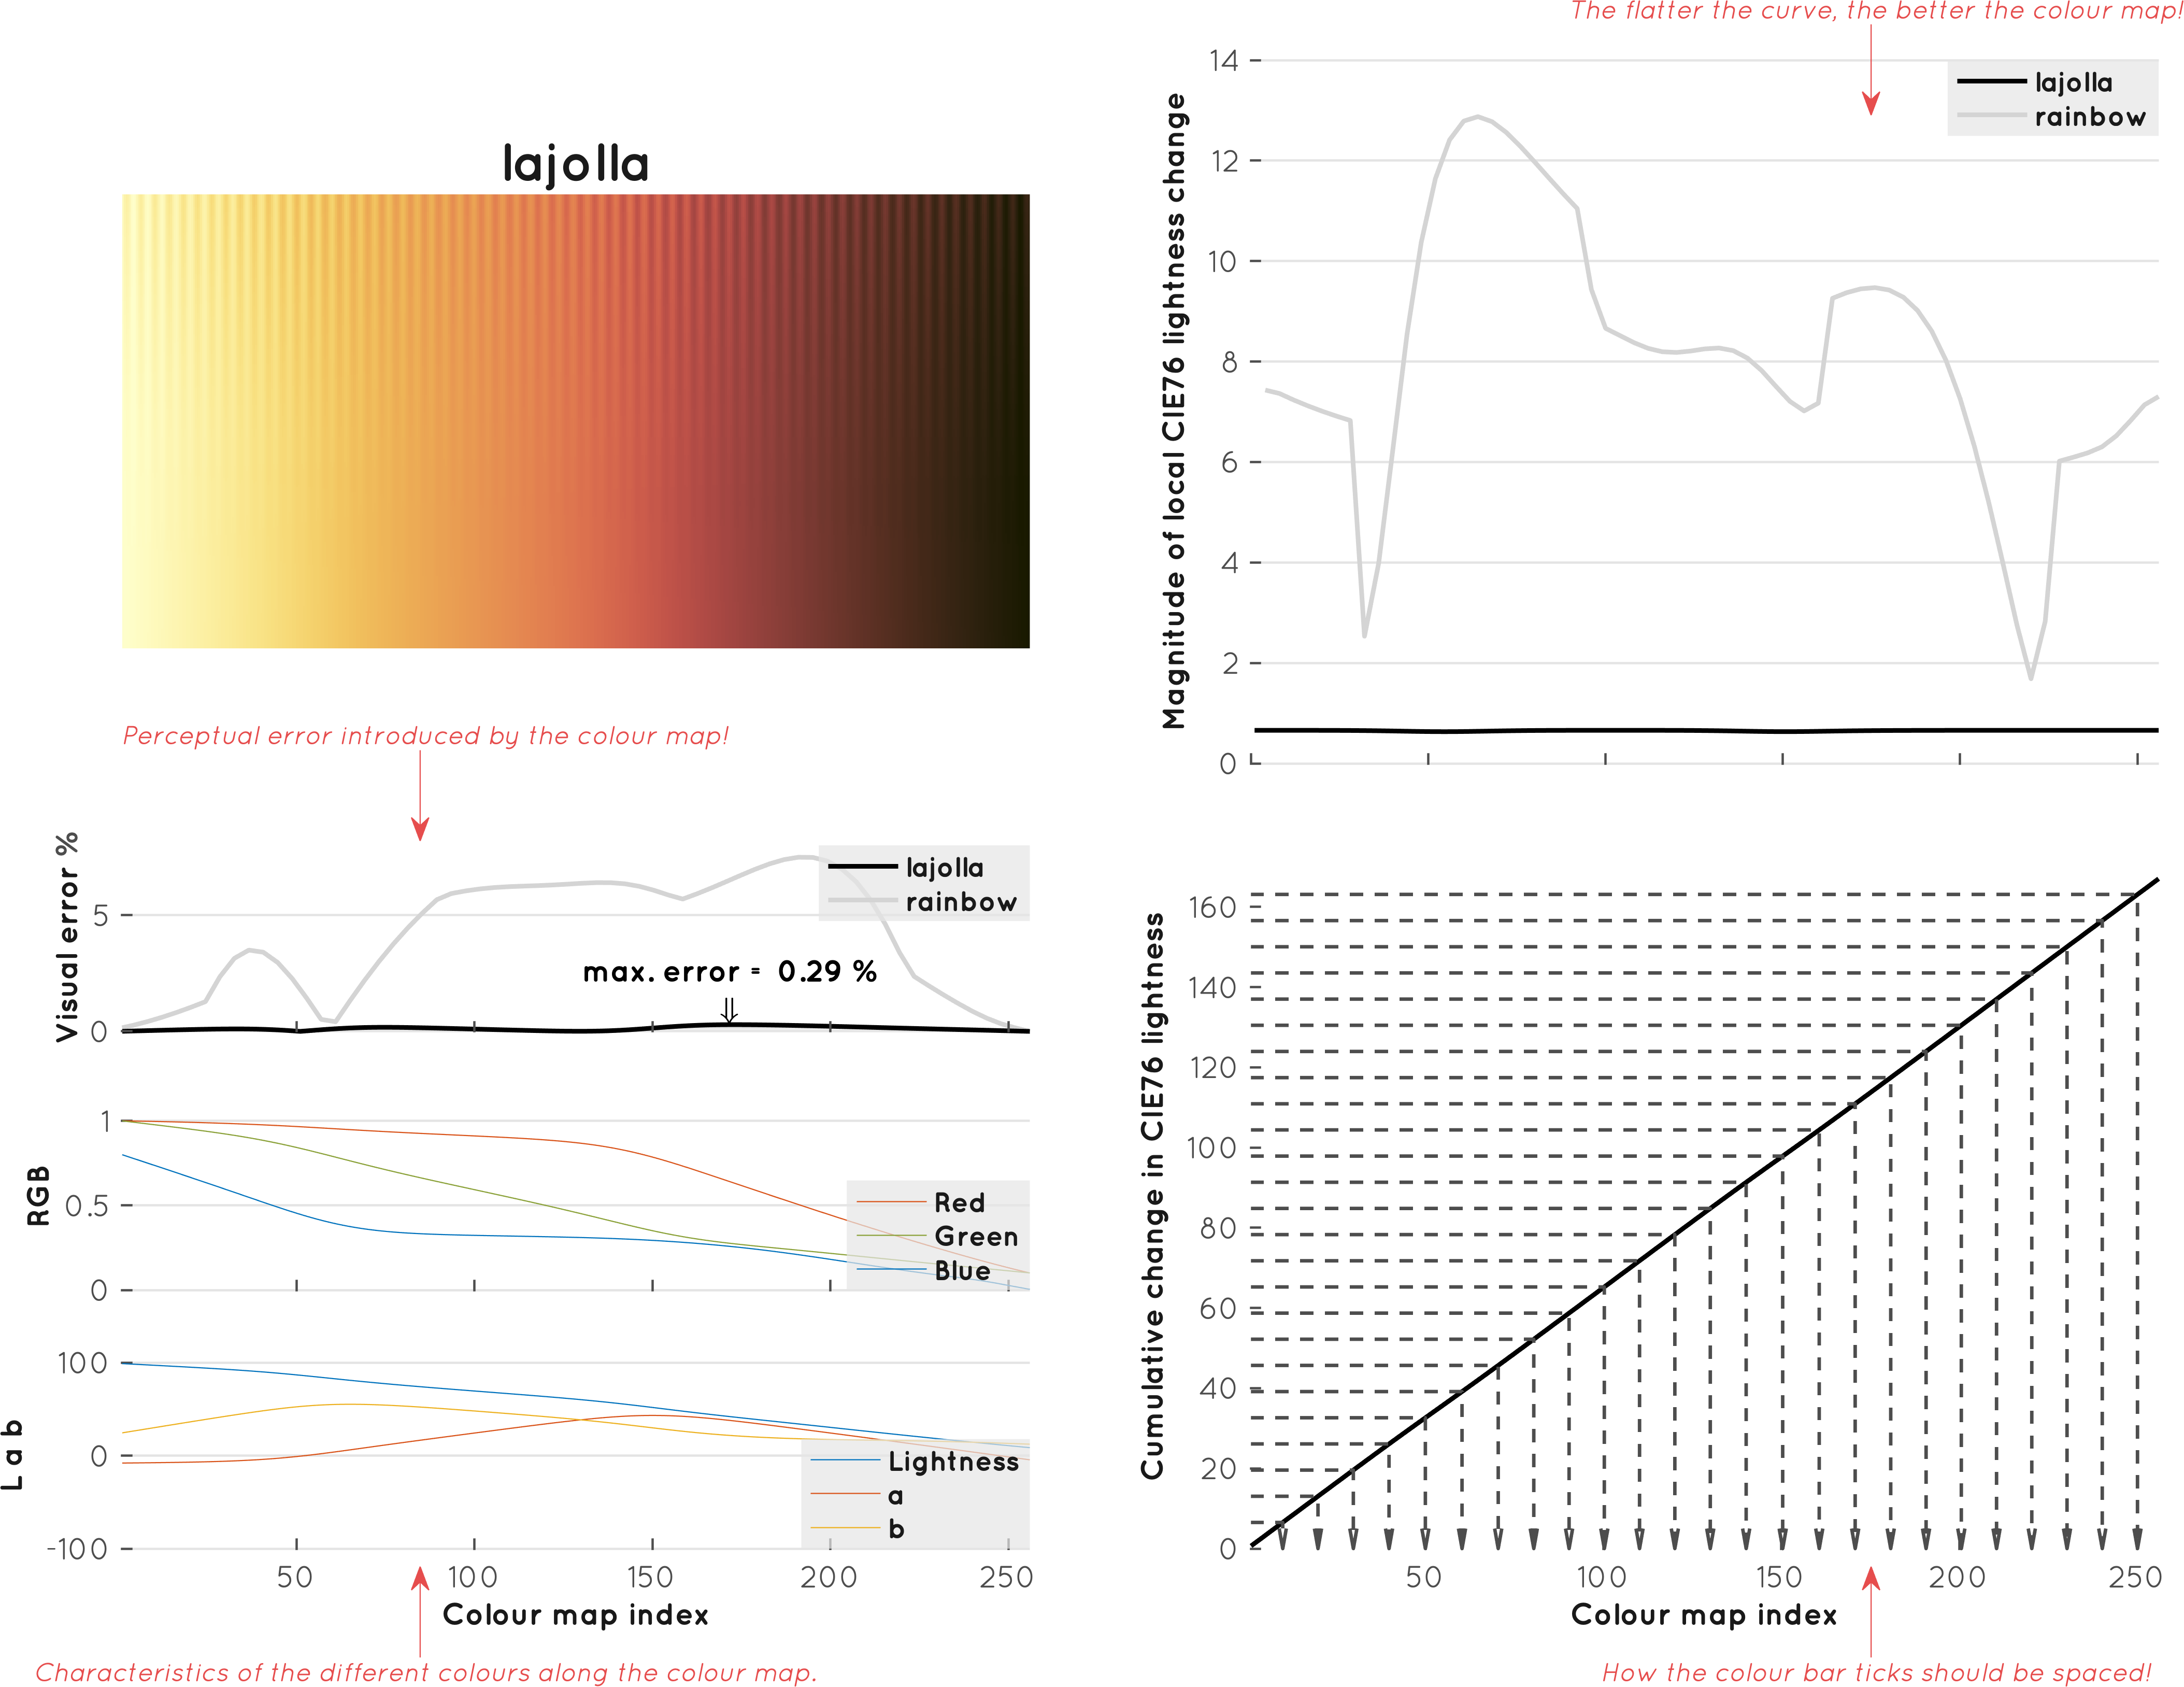 The flatter the curve, the better the colour map!
lajolla
Magnitude of local CIE76 lightness change
14
12
10
8
6
4
2
0
lajolla
rainbow
Perceptual error introduced by the colour map!
Visual error %
5
0
lajolla
rainbow
max. error = 0.29 %
RGB
1
0.5
0
Red
Green
Blue
L a b
100
0
-100
Lightness
a
b
50 100 150 200 250
Colour map index
Characteristics of the different colours along the colour map.
Cumulative change in CIE76 lightness
160
140
120
100
80
60
40
20
0
50 100 150 200 250
Colour map index
How the colour bar ticks should be spaced!